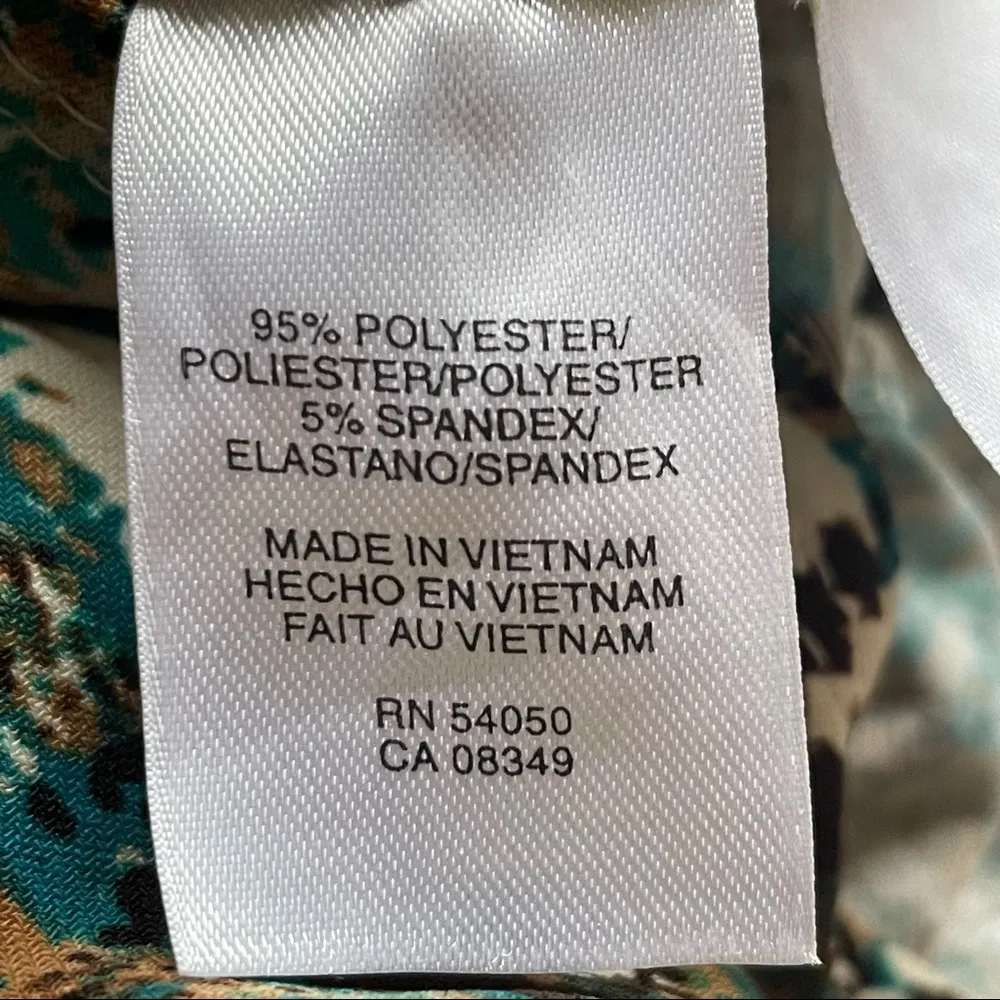 95% POLYESTER/
POLIESTER/POLYESTER
5% SPANDEX/
ELASTANO/SPANDEX
MADE IN VIETNAM
HECHO EN VIETNAM
FAIT AU VIETNAM
RN 54050
CA 08349